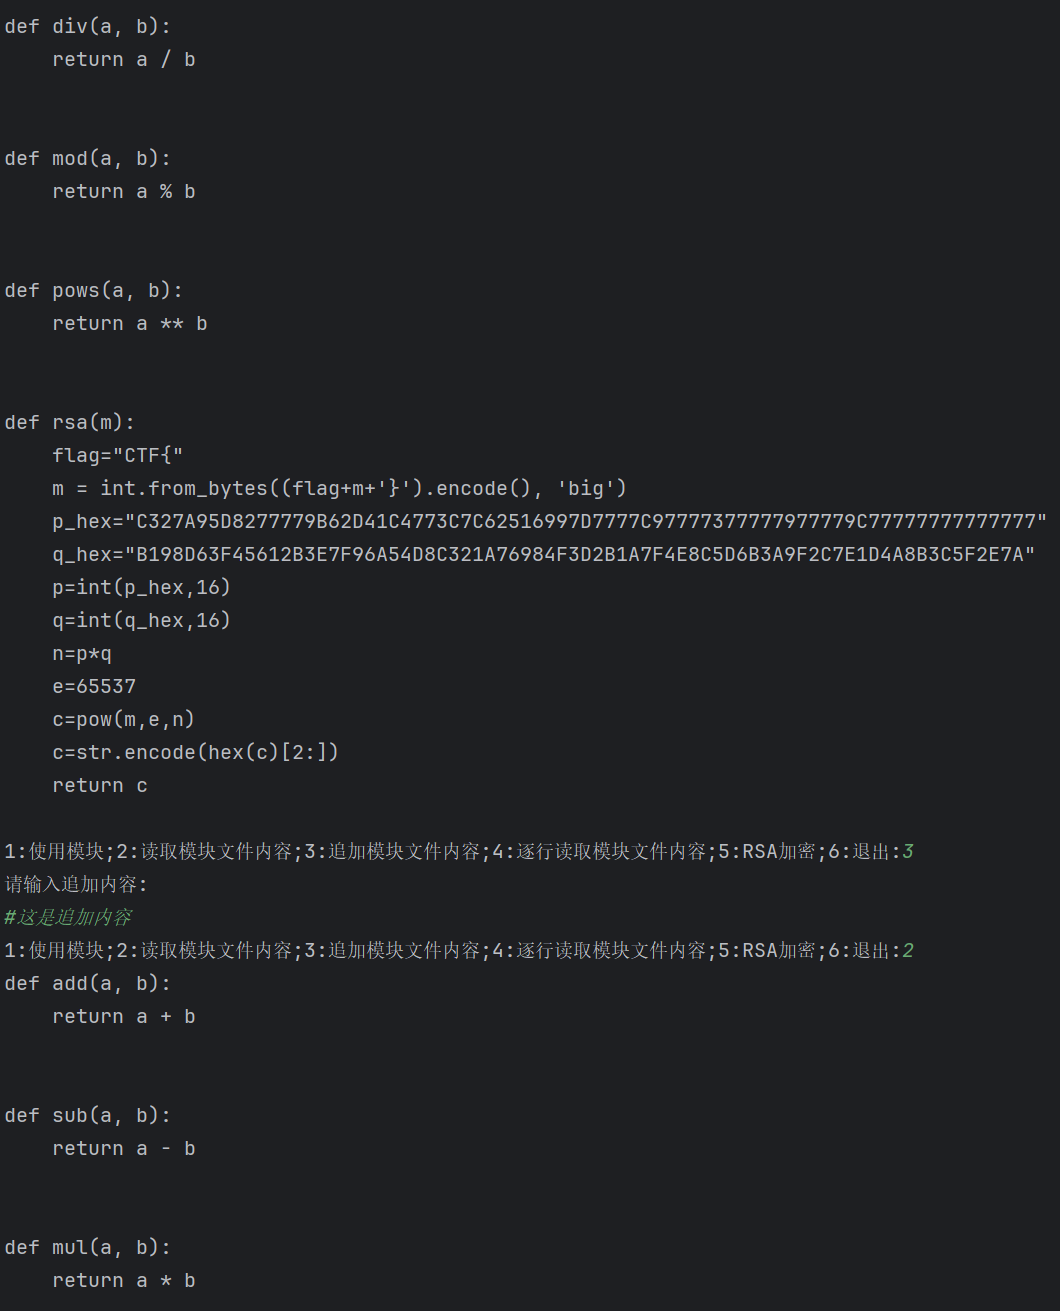 def div(a, b):
    return a / b
def mod(a, b):
    return a % b
def pows(a, b):
    return a ** b
def rsa(m):
    flag="CTF{"
    m = int.from_bytes((flag+m+'}').encode(), 'big')
    p_hex="C327A95D8277779B62D41C4773C7C62516997D7777C97777377777977779C77777777777777"
    q_hex="B198D63F45612B3E7F96A54D8C321A76984F3D2B1A7F4E8C5D6B3A9F2C7E1D4A8B3C5F2E7A"
    p=int(p_hex,16)
    q=int(q_hex,16)
    n=p*q
    e=65537
    c=pow(m,e,n)
    c=str.encode(hex(c)[2:])
    return c
1:使用模块;2:读取模块文件内容;3:追加模块文件内容;4:逐行读取模块文件内容;5:RSA加密;6:退出:3
请输入追加内容:
#这是追加内容
1:使用模块;2:读取模块文件内容;3:追加模块文件内容;4:逐行读取模块文件内容;5:RSA加密;6:退出:2
def add(a, b):
    return a + b
def sub(a, b):
    return a - b
def mul(a, b):
    return a * b